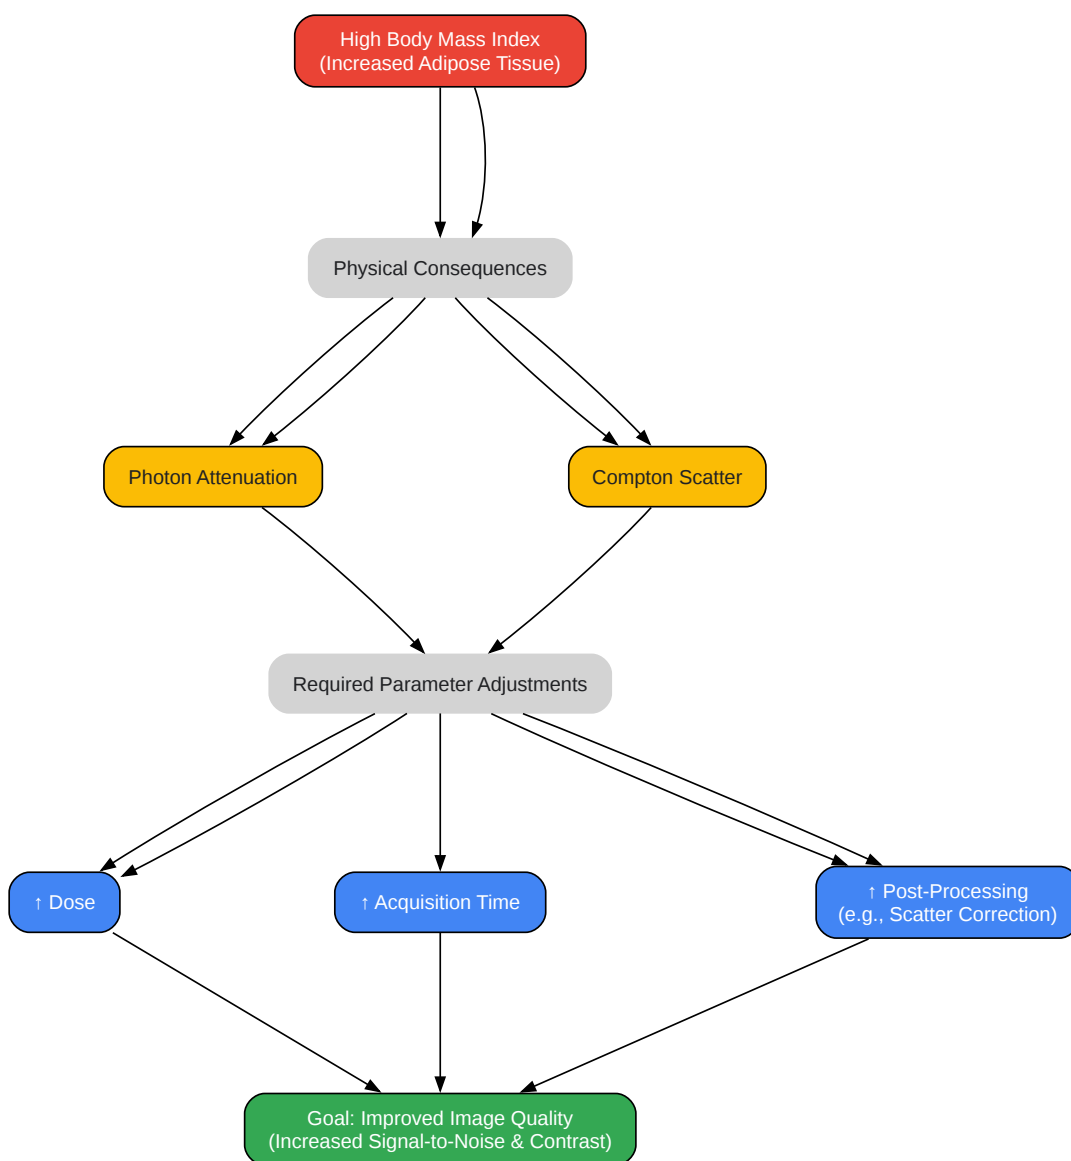 High Body Mass Index
(Increased Adipose Tissue)
Physical Consequences
Photon Attenuation
Compton Scatter
Required Parameter Adjustments
↑ Dose
↑ Acquisition Time
↑ Post-Processing
(e.g., Scatter Correction)
Goal: Improved Image Quality
(Increased Signal-to-Noise & Contrast)